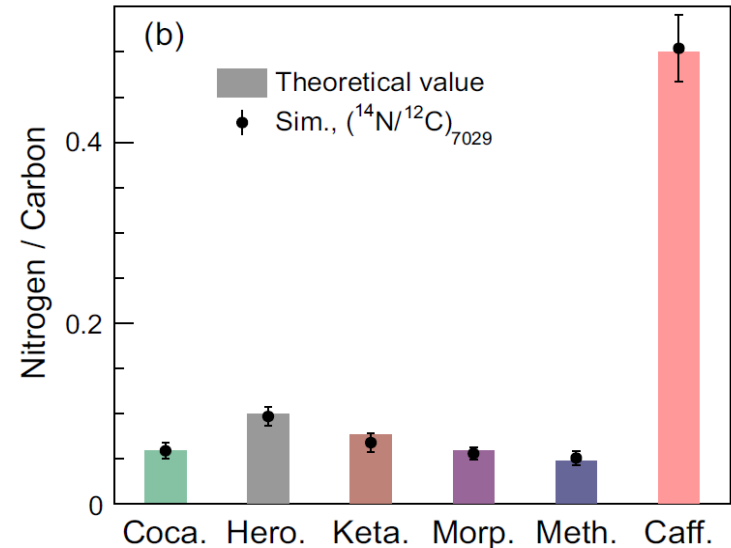 (b)
Theoretical value
Sim., (¹⁴N/¹²C)₇₀₂₉
Nitrogen / Carbon
0.4
0.2
0
Coca. Hero. Keta. Morp. Meth. Caff.